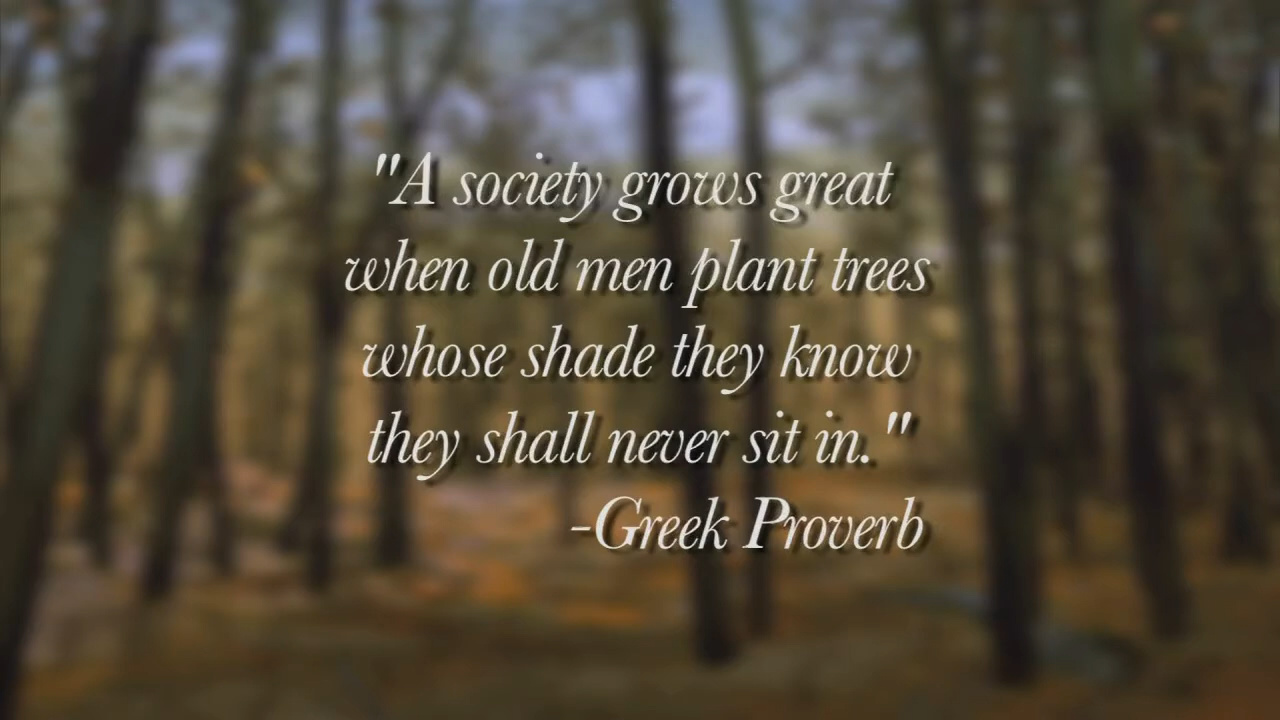 "A society grows great
when old men plant trees
whose shade they know
they shall never sit in."
-Greek Proverb